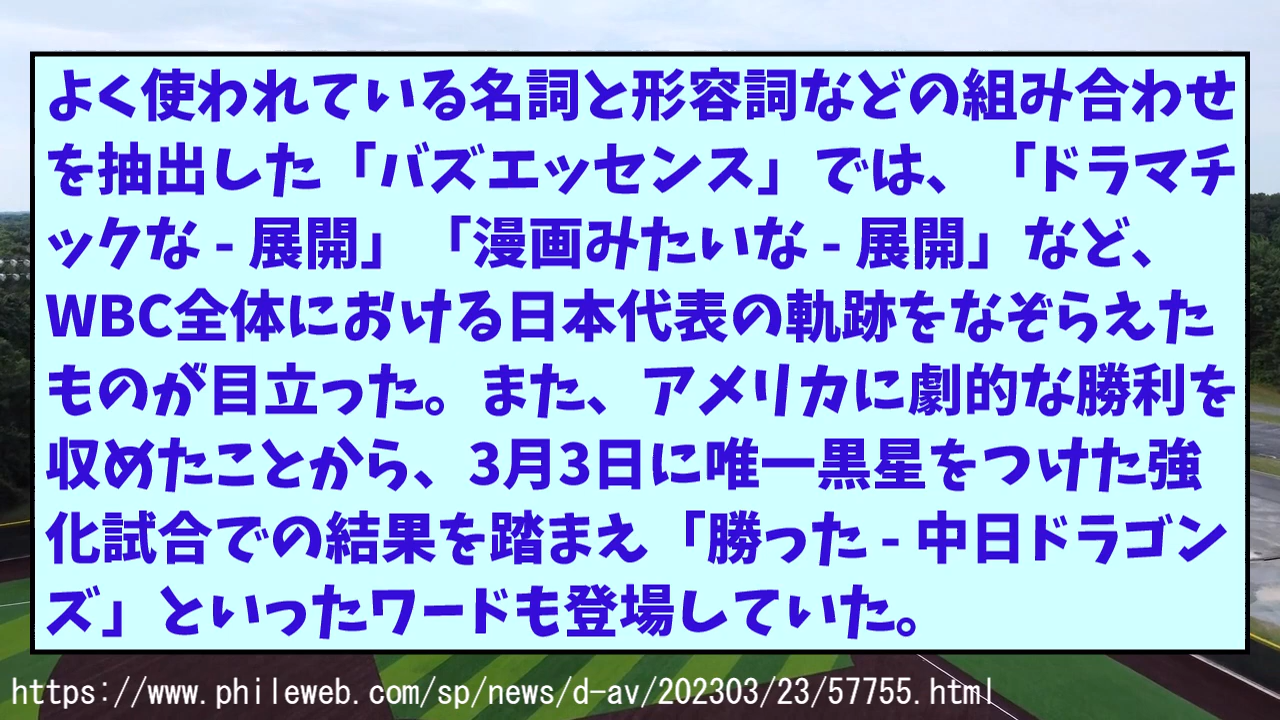 よく使われている名詞と形容詞などの組み合わせ
を抽出した「バズエッセンス」では、「ドラマチ
ックな - 展開」「漫画みたいな - 展開」など、
WBC全体における日本代表の軌跡をなぞらえた
ものが目立った。また、アメリカに劇的な勝利を
収めたことから、3月3日に唯一黒星をつけた強
化試合での結果を踏まえ「勝った - 中日ドラゴン
ズ」といったワードも登場していた。
https://www.phileweb.com/sp/news/d-av/202303/23/57755.html